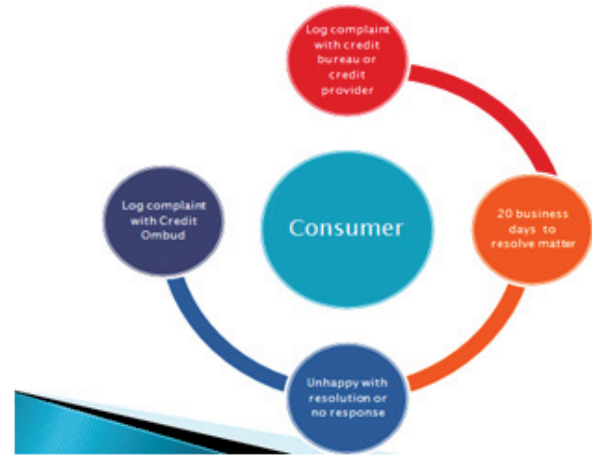 Log complaint
with credit
bureau or
credit
provider
20 business
days to
resolve matter
Unhappy with
resolution or
no response
Log complaint
with Credit
Ombud
Consumer